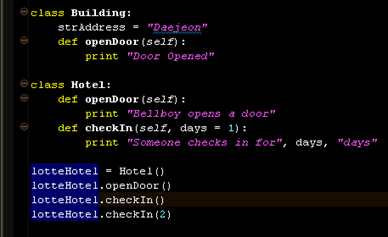 class Building:
    strAddress = "Daejeon"
    def openDoor(self):
        print "Door Opened"

class Hotel:
    def openDoor(self):
        print "Bellboy opens a door"
    def checkIn(self, days = 1):
        print "Someone checks in for", days, "days"

lotteHotel = Hotel()
lotteHotel.openDoor()
lotteHotel.checkIn()
lotteHotel.checkIn(2)